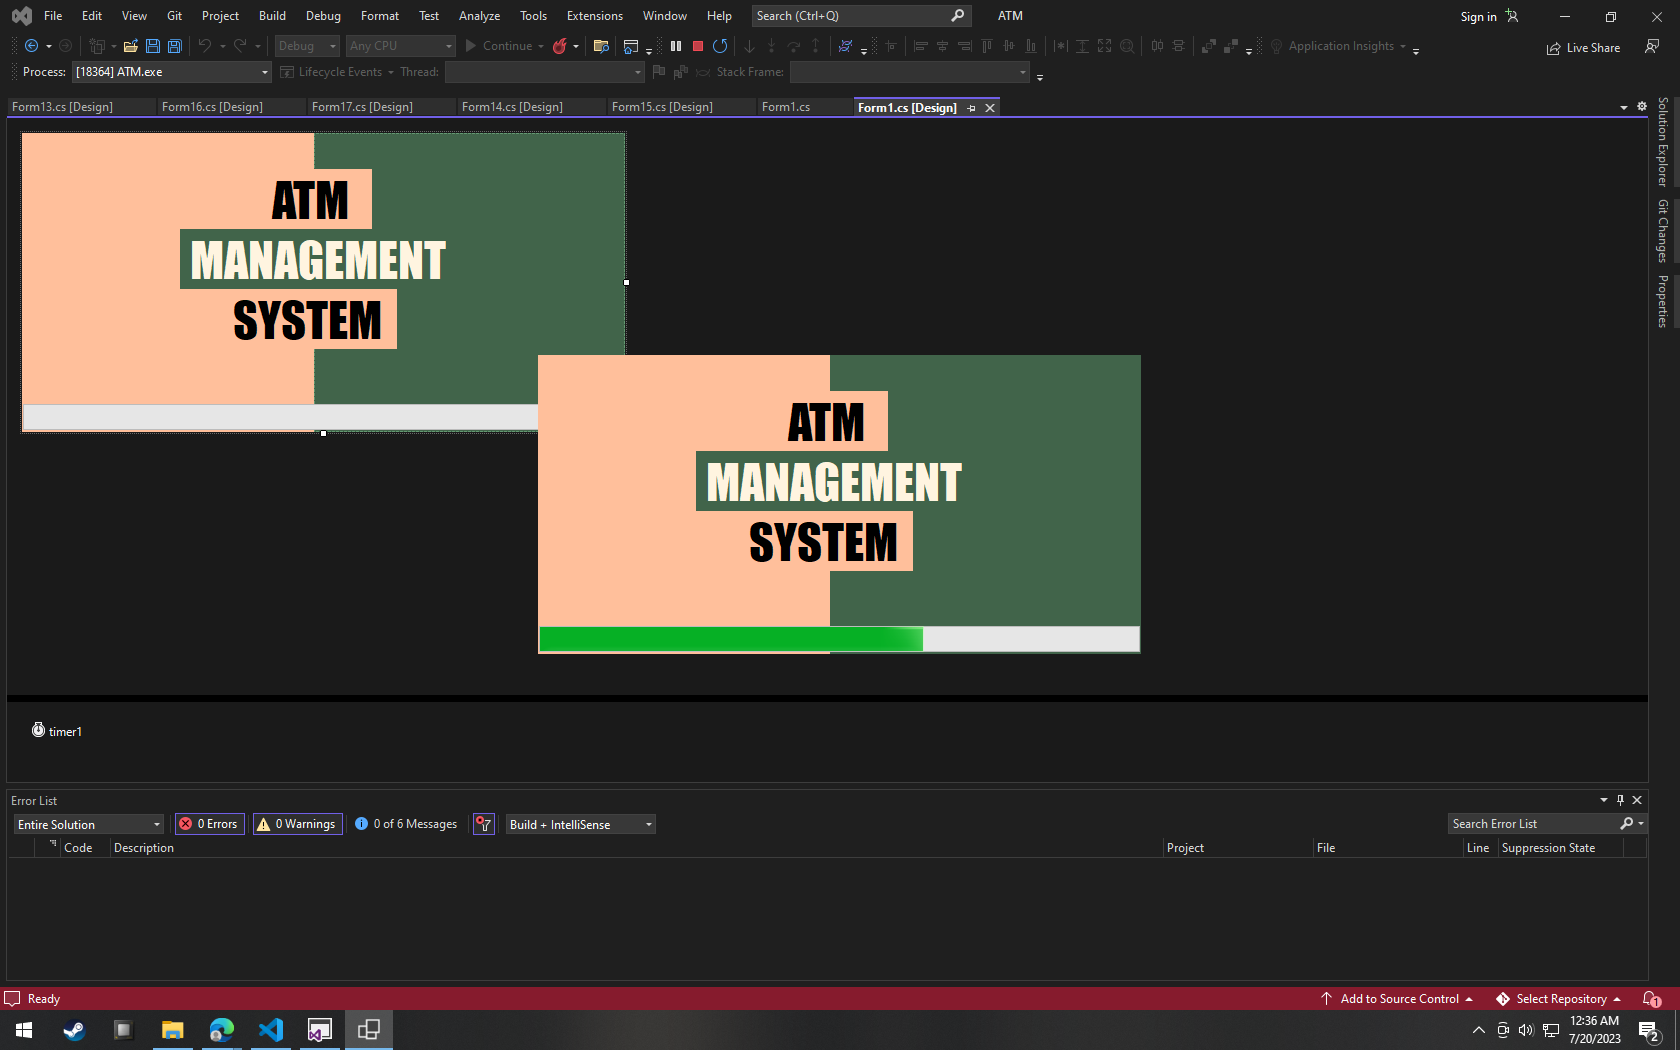 File Edit View Git Project Build Debug Format Test Analyze Tools Extensions Window Help Search (Ctrl+Q) ATM Sign in
Debug Any CPU Continue Application Insights Live Share
Process: [18364] ATM.exe Lifecycle Events Thread: Stack Frame:
Form13.cs [Design] Form16.cs [Design] Form17.cs [Design] Form14.cs [Design] Form15.cs [Design] Form1.cs Form1.cs [Design]
Solution Explorer
Git Changes
Properties
ATM
MANAGEMENT
SYSTEM
ATM
MANAGEMENT
SYSTEM
timer1
Error List
Entire Solution 0 Errors 0 Warnings 0 of 6 Messages Build + IntelliSense Search Error List
Code Description Project File Line Suppression State
Ready Add to Source Control Select Repository 1
12:36 AM
7/20/2023
2